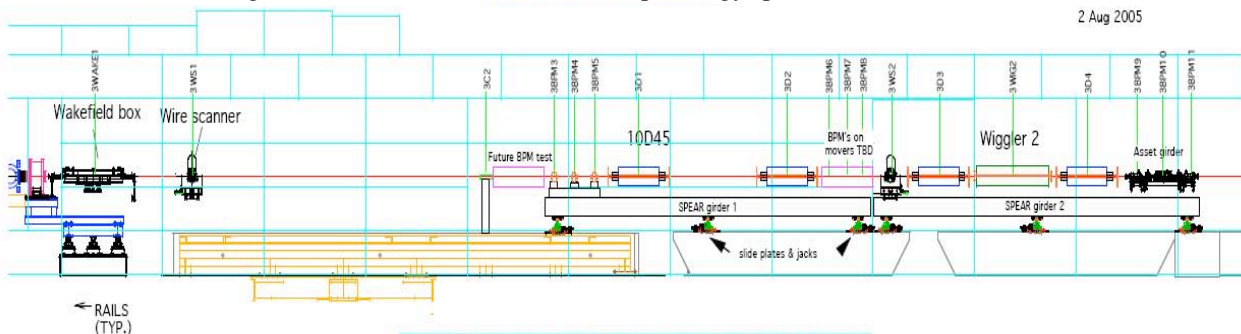 2 Aug 2005
3WAKE1
3WS1
3C2
3BPM3
3BPM4
3BPM5
3D1
3D2
3BPM6
3BPM7
3BPM8
3WS2
3D3
3WIG2
3D4
3BPM9
3BPM10
3BPM11
Wakefield box
Wire scanner
Future BPM test
10D45
BPM's on
movers TBD
Wiggler 2
Asset girder
SPEAR girder 1
SPEAR girder 2
slide plates & jacks
RAILS
(TYP.)